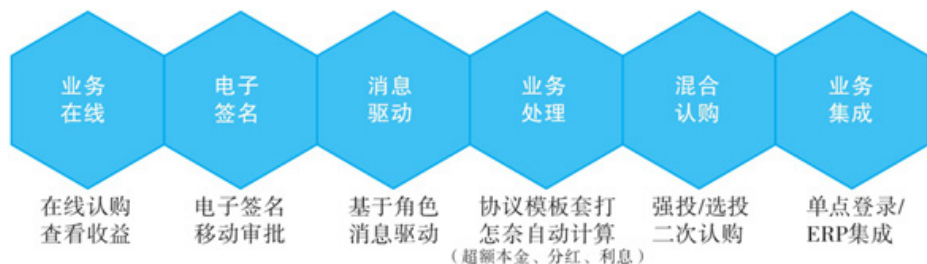 业务
在线
电子
签名
消息
驱动
业务
处理
混合
认购
业务
集成
在线认购
查看收益
电子签名
移动审批
基于角色
消息驱动
协议模板套打
怎奈自动计算
(超额本金、分红、利息)
强投/选投
二次认购
单点登录/
ERP集成